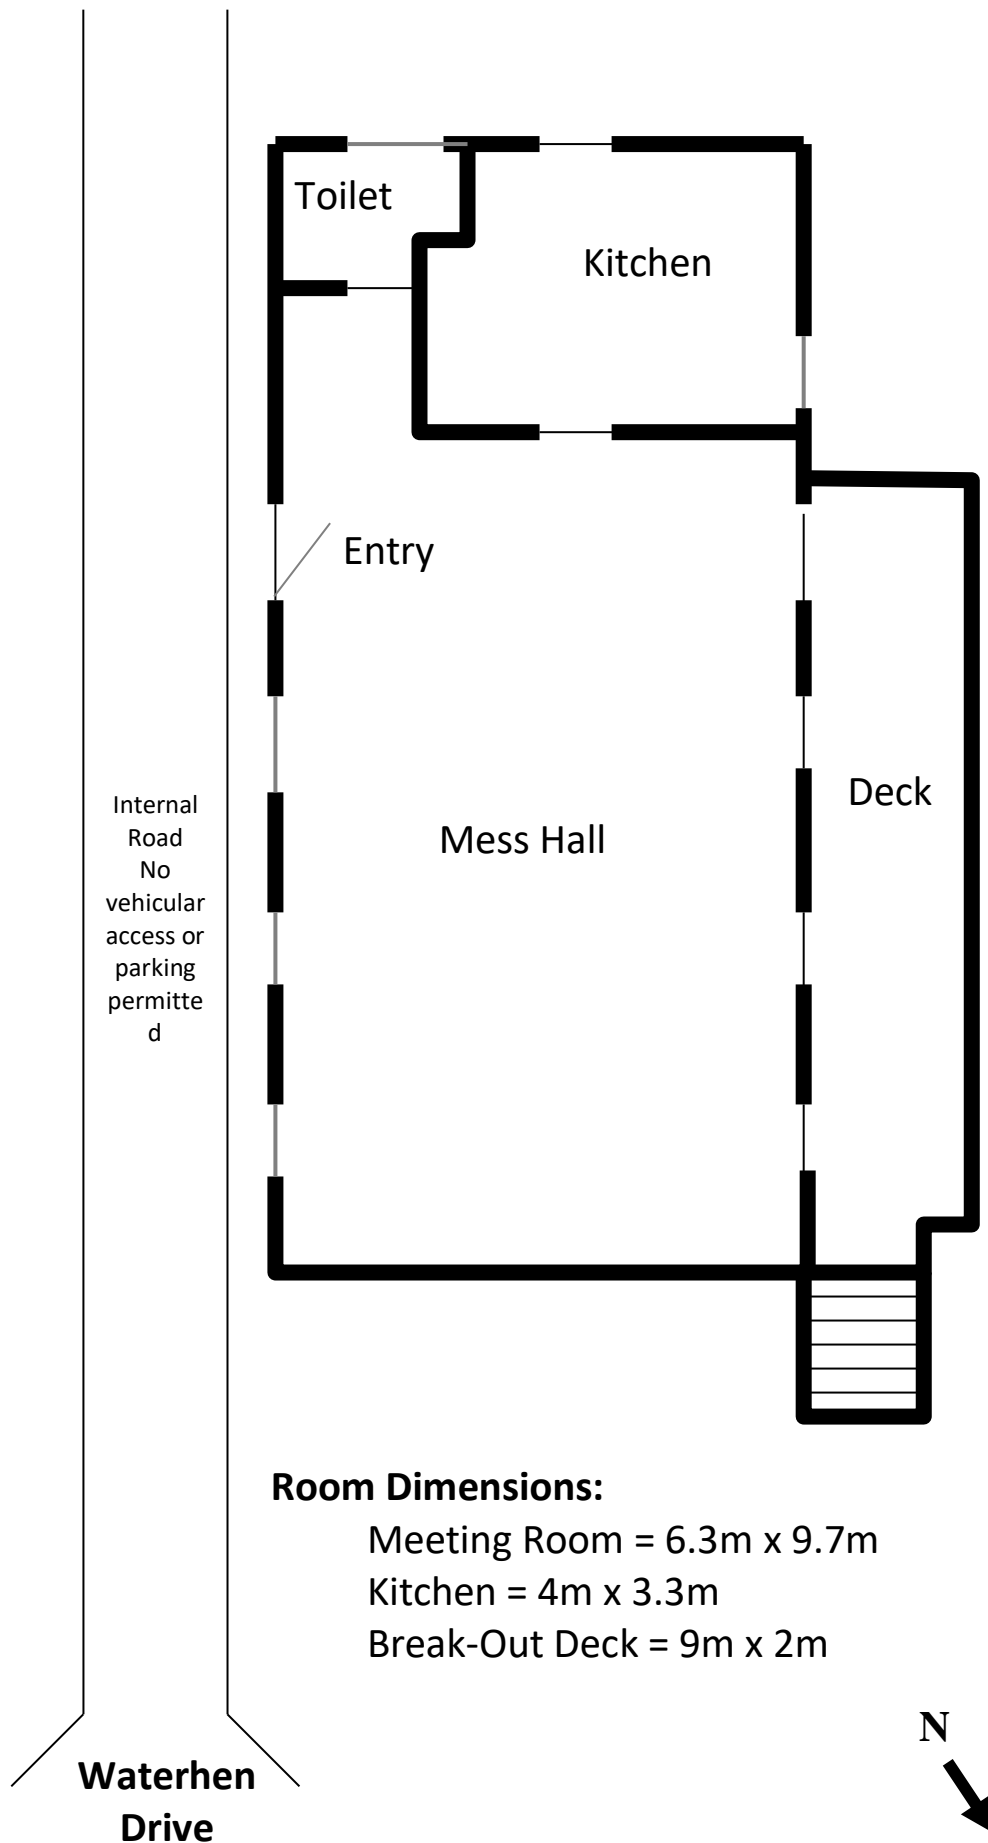 Toilet
Kitchen
Entry
Internal
Road
No
vehicular
access or
parking
permitte
d
Deck
Mess Hall
Room Dimensions:
Meeting Room = 6.3m x 9.7m
Kitchen = 4m x 3.3m
Break-Out Deck = 9m x 2m
N
Waterhen
Drive